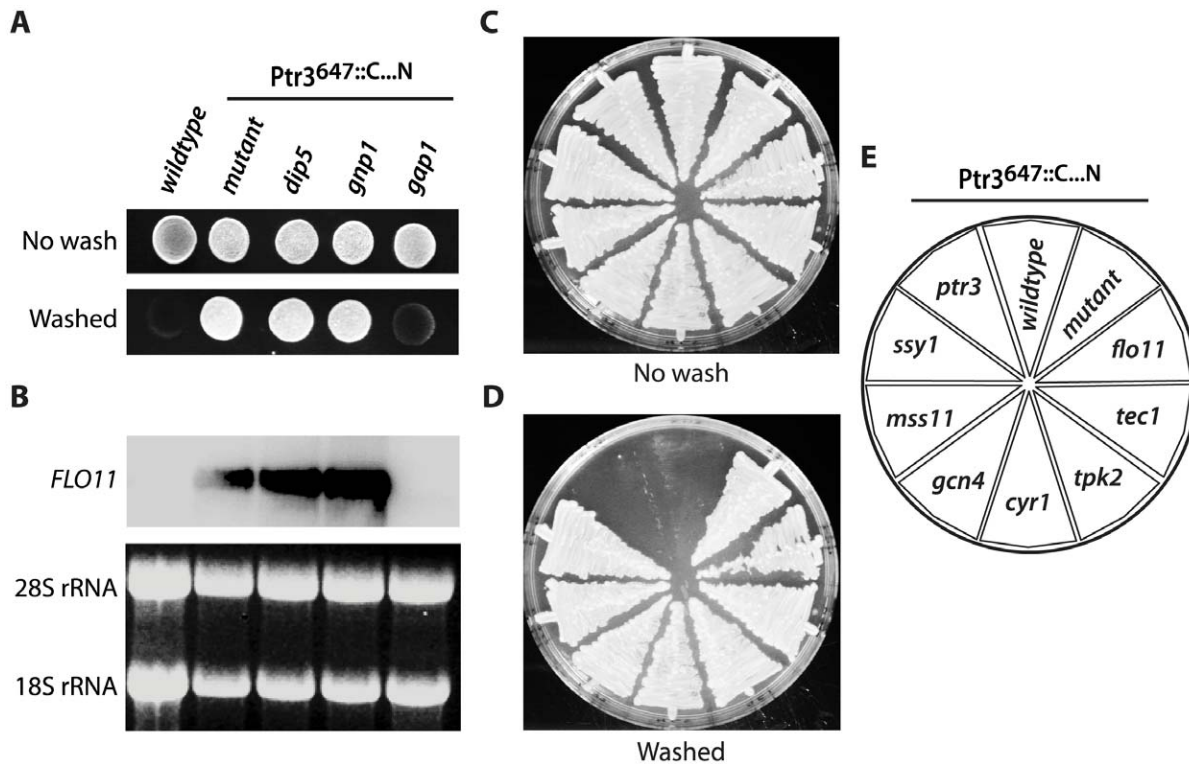 A
Ptr3647::C...N
wildtype
mutant
dip5
gnp1
gap1
No wash
Washed
B
FLO11
28S rRNA
18S rRNA
C
No wash
D
Washed
E
Ptr3647::C...N
ptr3
wildtype
mutant
ssy1
flo11
mss11
tec1
gcn4
cyr1
tpk2